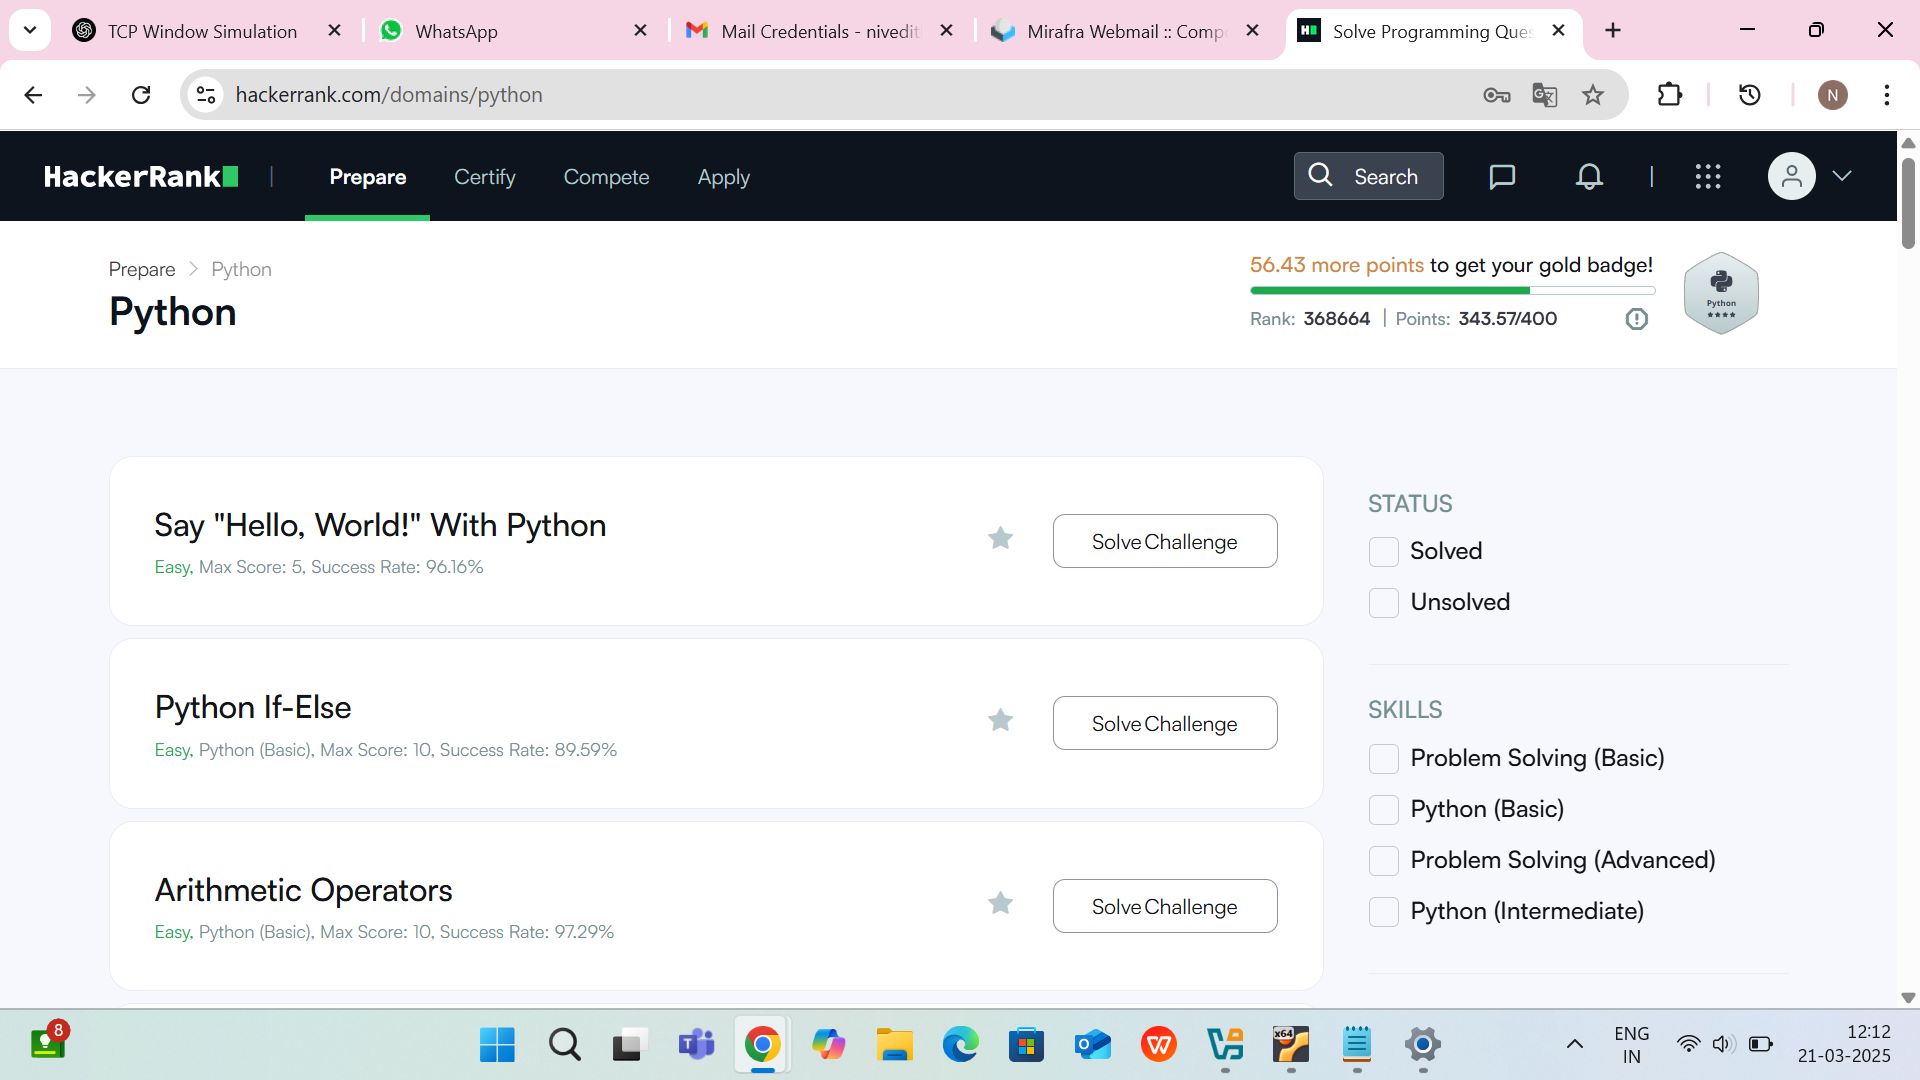 TCP Window Simulation
WhatsApp
Mail Credentials - nivedit
Mirafra Webmail :: Comp
Solve Programming Ques
hackerrank.com/domains/python
N
HackerRank
Prepare
Certify
Compete
Apply
Search
Prepare > Python
Python
56.43 more points to get your gold badge!
Rank: 368664 | Points: 343.57/400
Python
Say "Hello, World!" With Python
Easy, Max Score: 5, Success Rate: 96.16%
Solve Challenge
Python If-Else
Easy, Python (Basic), Max Score: 10, Success Rate: 89.59%
Solve Challenge
Arithmetic Operators
Easy, Python (Basic), Max Score: 10, Success Rate: 97.29%
Solve Challenge
STATUS
Solved
Unsolved
SKILLS
Problem Solving (Basic)
Python (Basic)
Problem Solving (Advanced)
Python (Intermediate)
8
x64
ENG
IN
12:12
21-03-2025